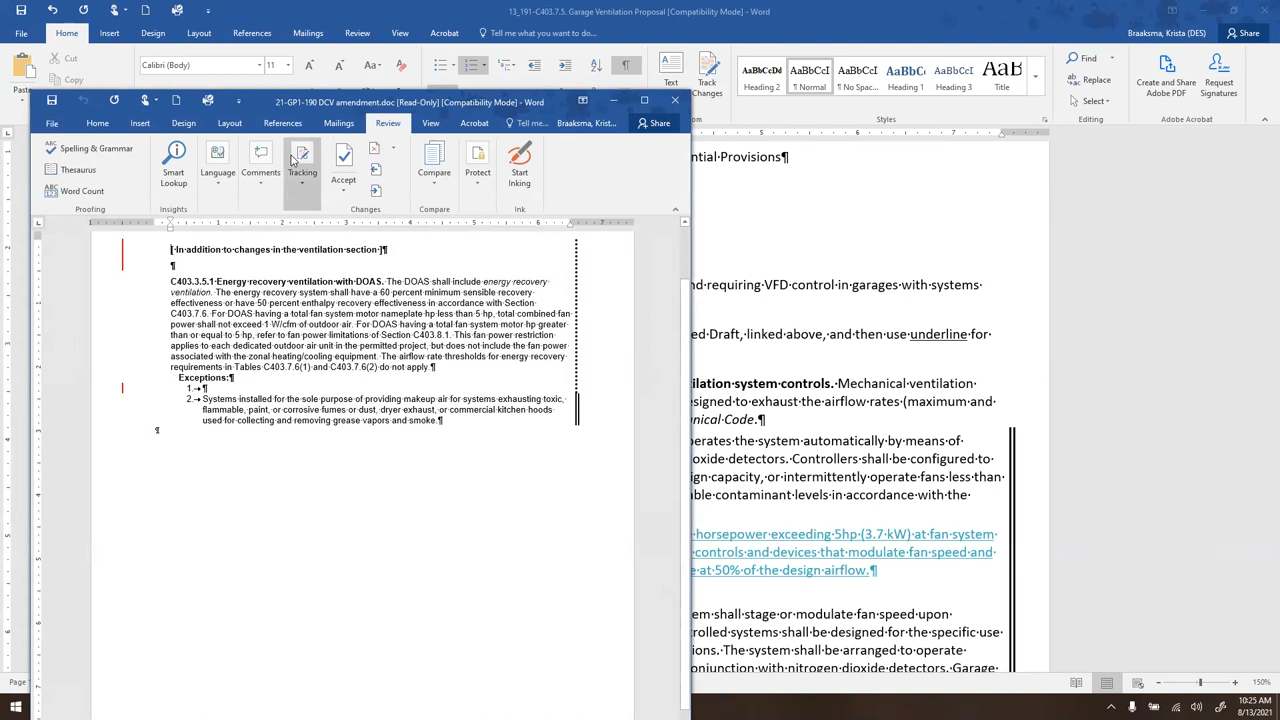 13_191-C403.7.5. Garage Ventilation Proposal [Compatibility Mode] - Word
File Home Insert Design Layout References Mailings Review View Acrobat Tell me what you want to do... Braaksma, Krista (DES) Share
Cut
Copy
Paste
Calibri (Body) 11
Text
Track
Changes
AaBbCcDd AaBbCcI AaBbCcI AaBbCc AaBbCcI AaB
Heading 2 ¶ Normal ¶ No Spac... Heading 1 Heading 3 Title
Styles
Find
Replace
Select
Editing
Create and Share
Adobe PDF
Request
Signatures
Adobe Acrobat
21-GP1-190 DCV amendment.doc [Read-Only] [Compatibility Mode] - Word
File Home Insert Design Layout References Mailings Review View Acrobat Tell me... Braaksma, Krist... Share
ABC Spelling & Grammar
Thesaurus
ABC 123 Word Count
Proofing
Smart
Lookup
Insights
Language
Comments
Tracking
Accept
Changes
Compare
Compare
Protect
Start
Inking
Ink
[·In·addition·to·changes·in·the·ventilation·section·]¶
¶
C403.3.5.1·Energy·recovery·ventilation·with·DOAS.·The·DOAS·shall·include·energy·recovery·
ventilation.·The·energy·recovery·system·shall·have·a·60·percent·minimum·sensible·recovery·
effectiveness·or·have·50·percent·enthalpy·recovery·effectiveness·in·accordance·with·Section·
C403.7.6.·For·DOAS·having·a·total·fan·system·motor·nameplate·hp·less·than·5·hp,·total·combined·fan·
power·shall·not·exceed·1·W/cfm·of·outdoor·air.·For·DOAS·having·a·total·fan·system·motor·hp·greater·
than·or·equal·to·5·hp,·refer·to·fan·power·limitations·of·Section·C403.8.1.·This·fan·power·restriction·
applies·to·each·dedicated·outdoor·air·unit·in·the·permitted·project,·but·does·not·include·the·fan·power·
associated·with·the·zonal·heating/cooling·equipment.·The·airflow·rate·thresholds·for·energy·recovery·
requirements·in·Tables·C403.7.6(1)·and·C403.7.6(2)·do·not·apply.¶
Exceptions:¶
1.→¶
2.→Systems·installed·for·the·sole·purpose·of·providing·makeup·air·for·systems·exhausting·toxic,·
flammable,·paint,·or·corrosive·fumes·or·dust,·dryer·exhaust,·or·commercial·kitchen·hoods·
used·for·collecting·and·removing·grease·vapors·and·smoke.¶
¶
ntial·Provisions¶
nd·requiring·VFD·control·in·garages·with·systems·
ed·Draft,·linked·above,·and·then·use·underline·for·
ilation·system·controls.·Mechanical·ventilation·
esigned·to·exhaust·the·airflow·rates·(maximum·and·
nical·Code.¶
perates·the·system·automatically·by·means·of·
oxide·detectors.·Controllers·shall·be·configured·to·
ign·capacity,·or·intermittently·operate·fans·less·than·
able·contaminant·levels·in·accordance·with·the·
horsepower·exceeding·5hp·(3.7·kW)·at·fan·system·
controls·and·devices·that·modulate·fan·speed·and·
e·at·50%·of·the·design·airflow.¶
em·shall·stage·or·modulate·fan·speed·upon·
rolled·systems·shall·be·designed·for·the·specific·use·
ions.·The·system·shall·be·arranged·to·operate·
onjunction·with·nitrogen·dioxide·detectors.·Garage·
Page
150%
10:25 AM
8/13/2021